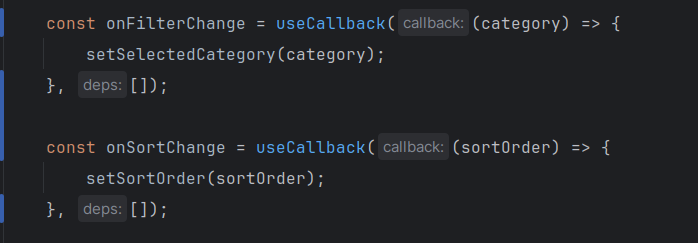 const onFilterChange = useCallback( callback: (category) => {
setSelectedCategory(category);
}, deps: []);
const onSortChange = useCallback( callback: (sortOrder) => {
setSortOrder(sortOrder);
}, deps: []);